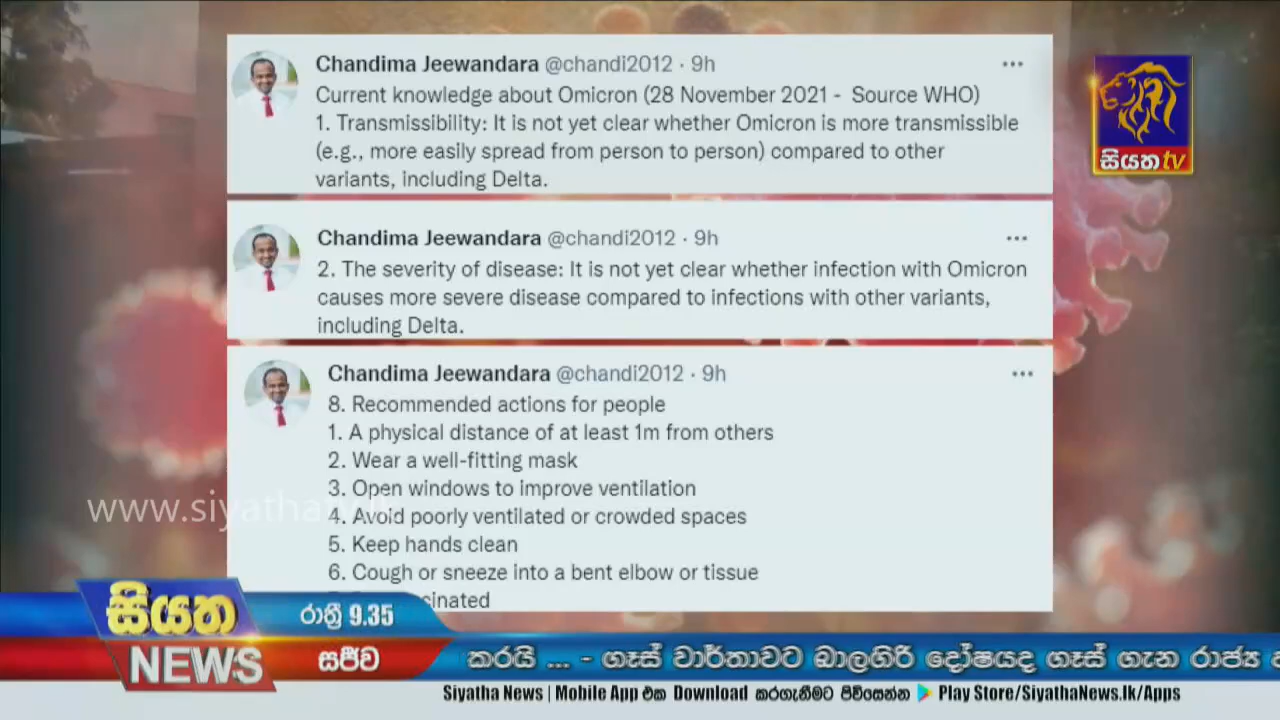 Chandima Jeewandara @chandi2012 · 9h
Current knowledge about Omicron (28 November 2021 - Source WHO)
1. Transmissibility: It is not yet clear whether Omicron is more transmissible
(e.g., more easily spread from person to person) compared to other
variants, including Delta.
සියත tv
Chandima Jeewandara @chandi2012 · 9h
2. The severity of disease: It is not yet clear whether infection with Omicron
causes more severe disease compared to infections with other variants,
including Delta.
Chandima Jeewandara @chandi2012 · 9h
8. Recommended actions for people
1. A physical distance of at least 1m from others
2. Wear a well-fitting mask
3. Open windows to improve ventilation
4. Avoid poorly ventilated or crowded spaces
5. Keep hands clean
6. Cough or sneeze into a bent elbow or tissue
සියත
NEWS
රාත්‍රී 9.35
සජීව
කරයි ... - ගෑස් වාර්තාවට බාලගිරි දෝෂයද ගෑස් ගැන රාජ්‍ය
Siyatha News | Mobile App එක Download කරගැනීමට පිවිසෙන්න Play Store/SiyathaNews.lk/Apps